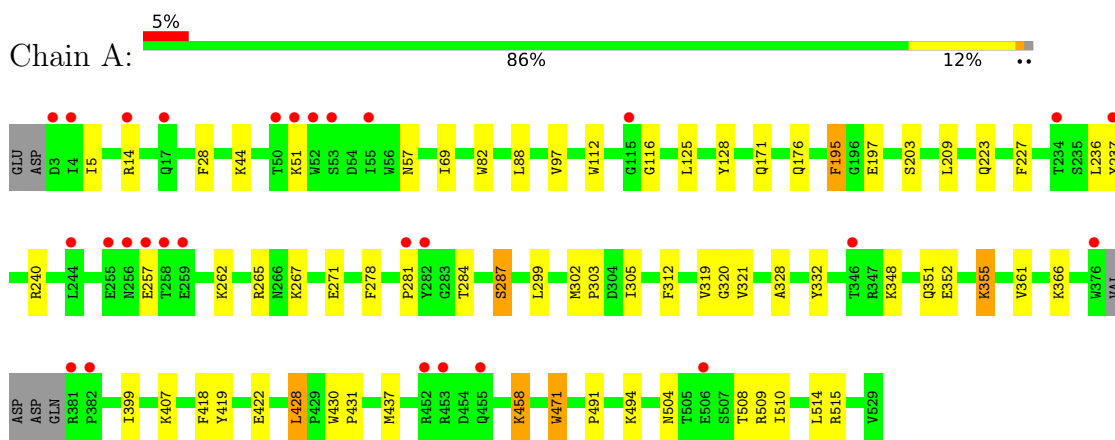 5%
Chain A:
86% 12% ••
GLU ASP D3 I4 I5 R14 Q17 F28 K44 T50 K51 W52 S53 D54 I55 W56 N57 I69 W82 L88 V97 W112 G115 G116 L125 Y128 Q171 Q176 F195 G196 E197 S203 L209 Q223 F227 T234 S235 L236 Y237
R240 L244 E255 N256 E257 T258 E259 K262 R265 N266 K267 E271 F278 P281 Y282 G283 T284 S287 L299 M302 P303 D304 I305 F312 V319 G320 V321 A328 Y332 T346 R347 K348 Q351 E352 K355 V361 K366 W376 VAL
ASP ASP GLN R381 P382 I399 K407 F418 Y419 E422 L428 P429 W430 P431 M437 R452 R453 D454 Q455 K458 W471 P491 K494 N504 T505 E506 S507 T508 R509 I510 L514 R515 V529